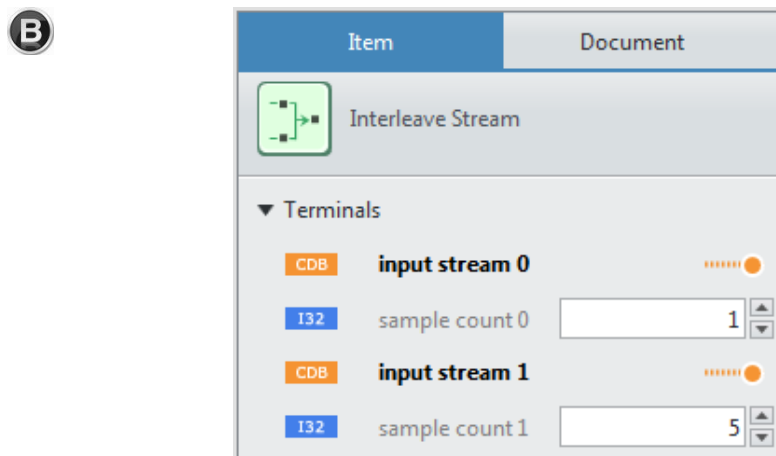 B
Item Document
Interleave Stream
Terminals
CDB input stream 0
I32 sample count 0 1
CDB input stream 1
I32 sample count 1 5